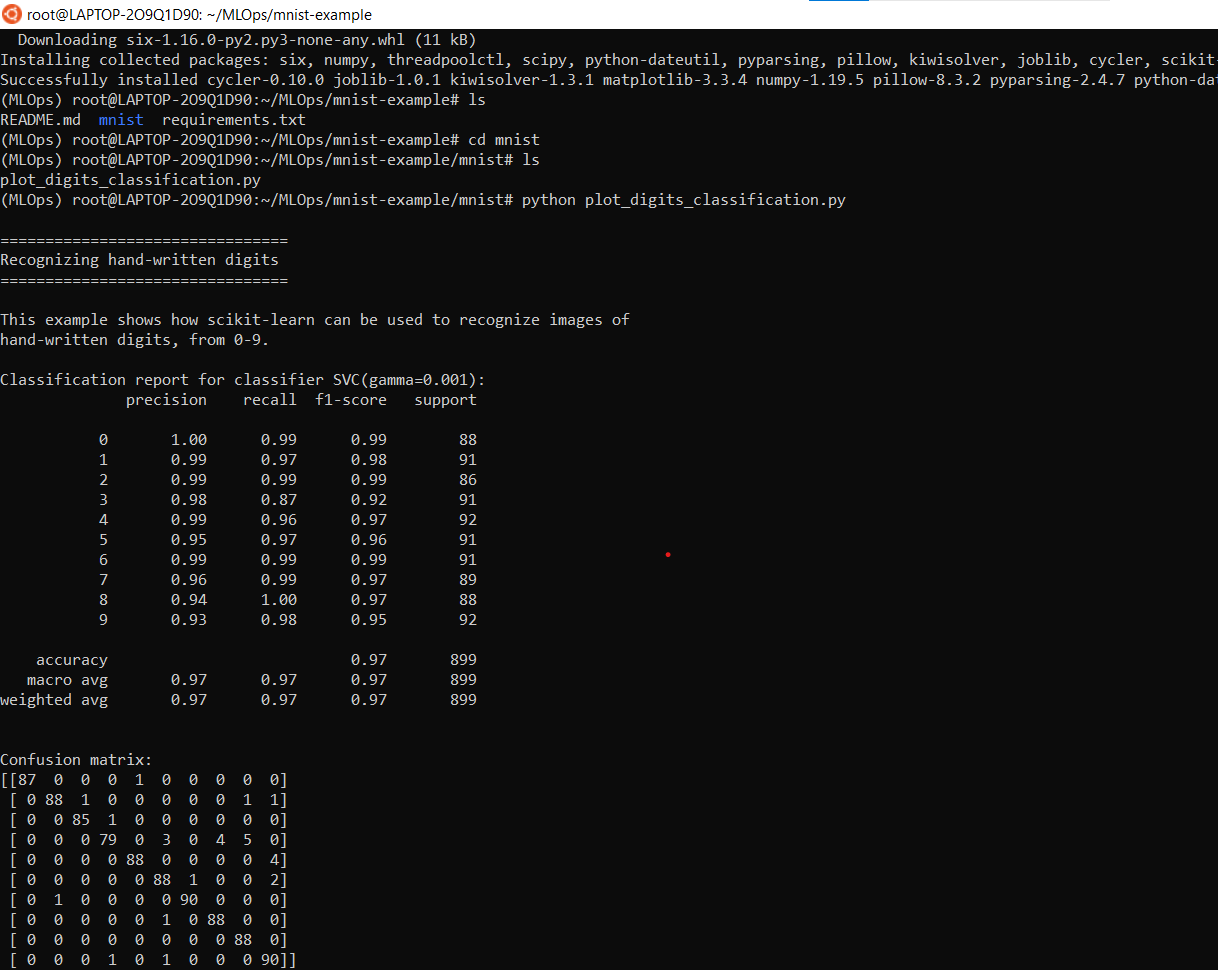 root@LAPTOP-2O9Q1D90: ~/MLOps/mnist-example
  Downloading six-1.16.0-py2.py3-none-any.whl (11 kB)
Installing collected packages: six, numpy, threadpoolctl, scipy, python-dateutil, pyparsing, pillow, kiwisolver, joblib, cycler, scikit-
Successfully installed cycler-0.10.0 joblib-1.0.1 kiwisolver-1.3.1 matplotlib-3.3.4 numpy-1.19.5 pillow-8.3.2 pyparsing-2.4.7 python-dat
(MLOps) root@LAPTOP-2O9Q1D90:~/MLOps/mnist-example# ls
README.md  mnist  requirements.txt
(MLOps) root@LAPTOP-2O9Q1D90:~/MLOps/mnist-example# cd mnist
(MLOps) root@LAPTOP-2O9Q1D90:~/MLOps/mnist-example/mnist# ls
plot_digits_classification.py
(MLOps) root@LAPTOP-2O9Q1D90:~/MLOps/mnist-example/mnist# python plot_digits_classification.py
================================
Recognizing hand-written digits
================================
This example shows how scikit-learn can be used to recognize images of
hand-written digits, from 0-9.
Classification report for classifier SVC(gamma=0.001):
              precision    recall  f1-score   support
           0       1.00      0.99      0.99        88
           1       0.99      0.97      0.98        91
           2       0.99      0.99      0.99        86
           3       0.98      0.87      0.92        91
           4       0.99      0.96      0.97        92
           5       0.95      0.97      0.96        91
           6       0.99      0.99      0.99        91
           7       0.96      0.99      0.97        89
           8       0.94      1.00      0.97        88
           9       0.93      0.98      0.95        92
    accuracy                           0.97       899
   macro avg       0.97      0.97      0.97       899
weighted avg       0.97      0.97      0.97       899
Confusion matrix:
[[87  0  0  0  1  0  0  0  0  0]
 [ 0 88  1  0  0  0  0  0  1  1]
 [ 0  0 85  1  0  0  0  0  0  0]
 [ 0  0  0 79  0  3  0  4  5  0]
 [ 0  0  0  0 88  0  0  0  0  4]
 [ 0  0  0  0  0 88  1  0  0  2]
 [ 0  1  0  0  0  0 90  0  0  0]
 [ 0  0  0  0  0  1  0 88  0  0]
 [ 0  0  0  0  0  0  0  0 88  0]
 [ 0  0  0  1  0  1  0  0  0 90]]